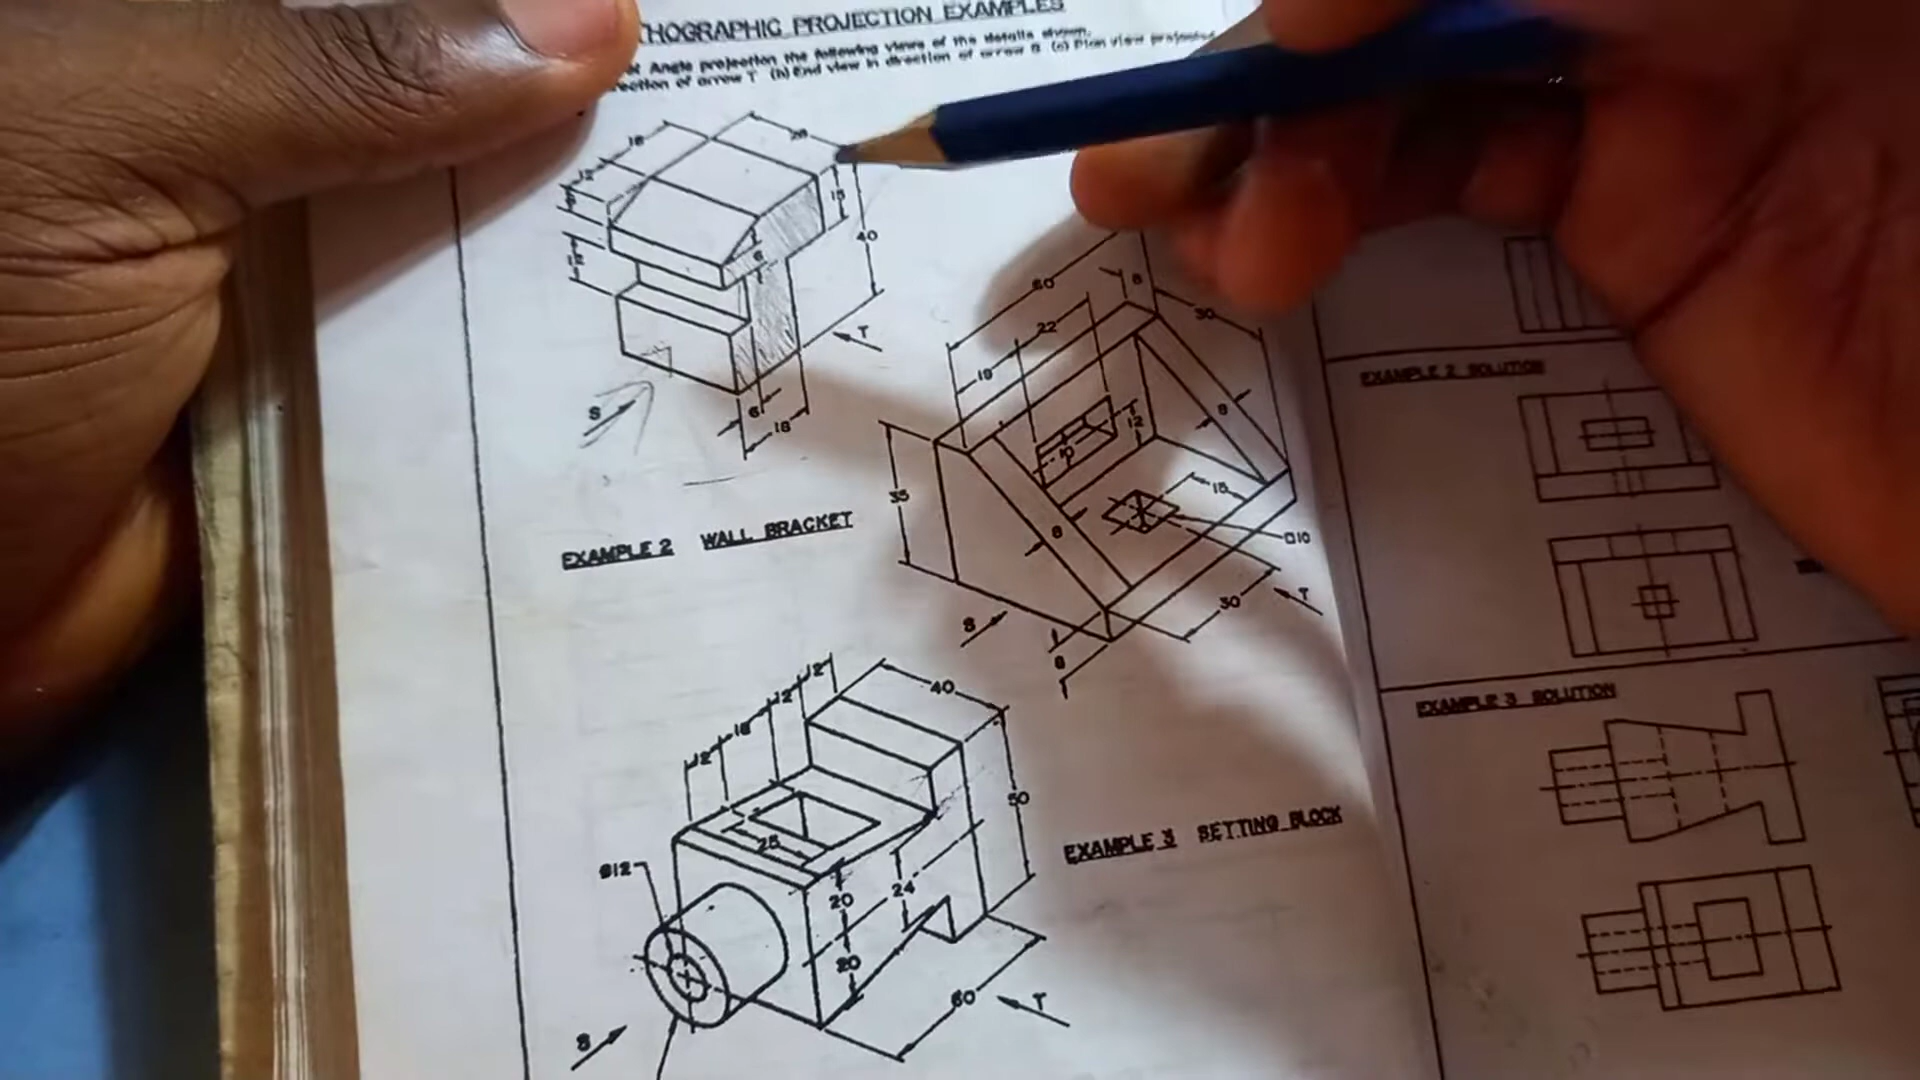 THOGRAPHIC PROJECTION EXAMPLES
Angle projection the following views of the details shown.
rection of arrow T (b) End view in direction of arrow S (c) Plan view projected
18
12
20
15
40
6
12
T
S
6
18
60
8
30
22
19
8
12
10
35
15
□10
8
30
T
S
8
EXAMPLE 2 WALL BRACKET
EXAMPLE 2 SOLUTION
12
12
18
12
40
50
25
ø12
20
24
20
60
T
S
EXAMPLE 3 SETTING BLOCK
EXAMPLE 3 SOLUTION